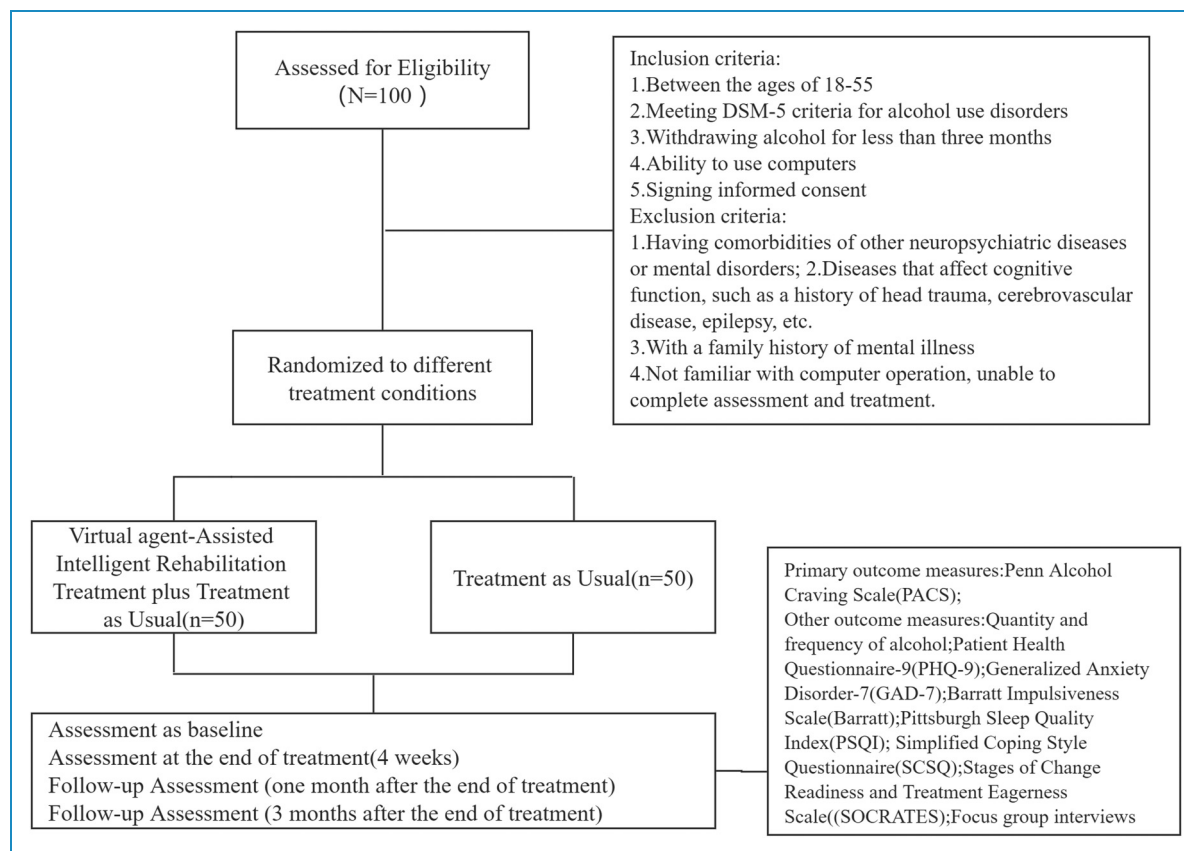 Assessed for Eligibility
(N=100 )
Inclusion criteria:
1.Between the ages of 18-55
2.Meeting DSM-5 criteria for alcohol use disorders
3.Withdrawing alcohol for less than three months
4.Ability to use computers
5.Signing informed consent
Exclusion criteria:
1.Having comorbidities of other neuropsychiatric diseases
or mental disorders; 2.Diseases that affect cognitive
function, such as a history of head trauma, cerebrovascular
disease, epilepsy, etc.
3.With a family history of mental illness
4.Not familiar with computer operation, unable to
complete assessment and treatment.
Randomized to different
treatment conditions
Virtual agent-Assisted
Intelligent Rehabilitation
Treatment plus Treatment
as Usual(n=50)
Treatment as Usual(n=50)
Assessment as baseline
Assessment at the end of treatment(4 weeks)
Follow-up Assessment (one month after the end of treatment)
Follow-up Assessment (3 months after the end of treatment)
Primary outcome measures:Penn Alcohol
Craving Scale(PACS);
Other outcome measures:Quantity and
frequency of alcohol;Patient Health
Questionnaire-9(PHQ-9);Generalized Anxiety
Disorder-7(GAD-7);Barratt Impulsiveness
Scale(Barratt);Pittsburgh Sleep Quality
Index(PSQI); Simplified Coping Style
Questionnaire(SCSQ);Stages of Change
Readiness and Treatment Eagerness
Scale((SOCRATES);Focus group interviews